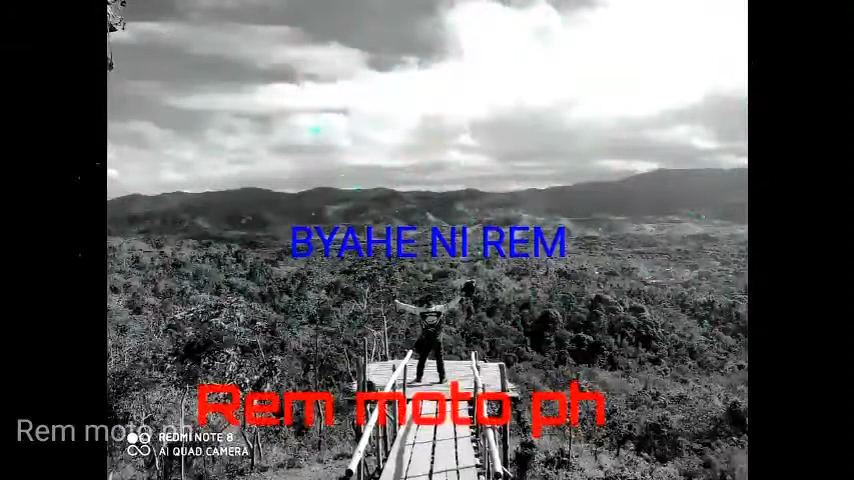 BYAHE NI REM
Rem moto ph
Rem moto ph
REDMI NOTE 8
AI QUAD CAMERA